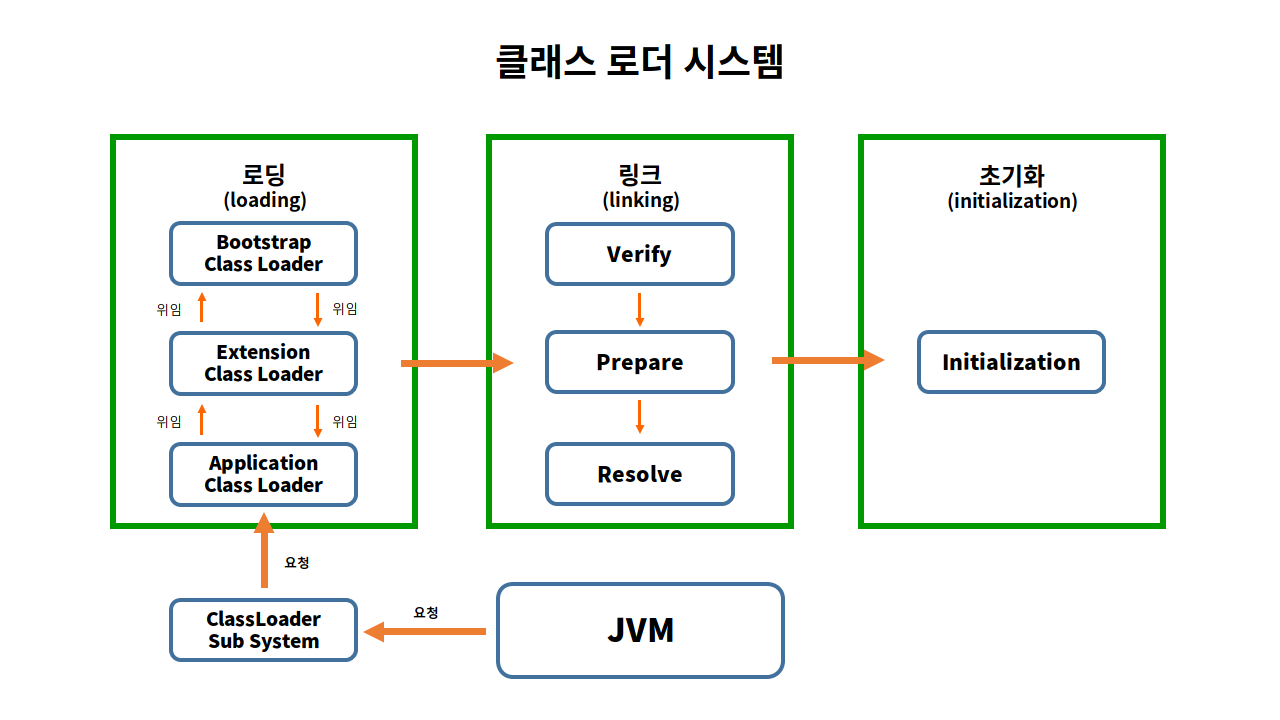 클래스 로더 시스템
로딩
(loading)
Bootstrap
Class Loader
위임
위임
Extension
Class Loader
위임
위임
Application
Class Loader
요청
ClassLoader
Sub System
요청
JVM
링크
(linking)
Verify
Prepare
Resolve
초기화
(initialization)
Initialization